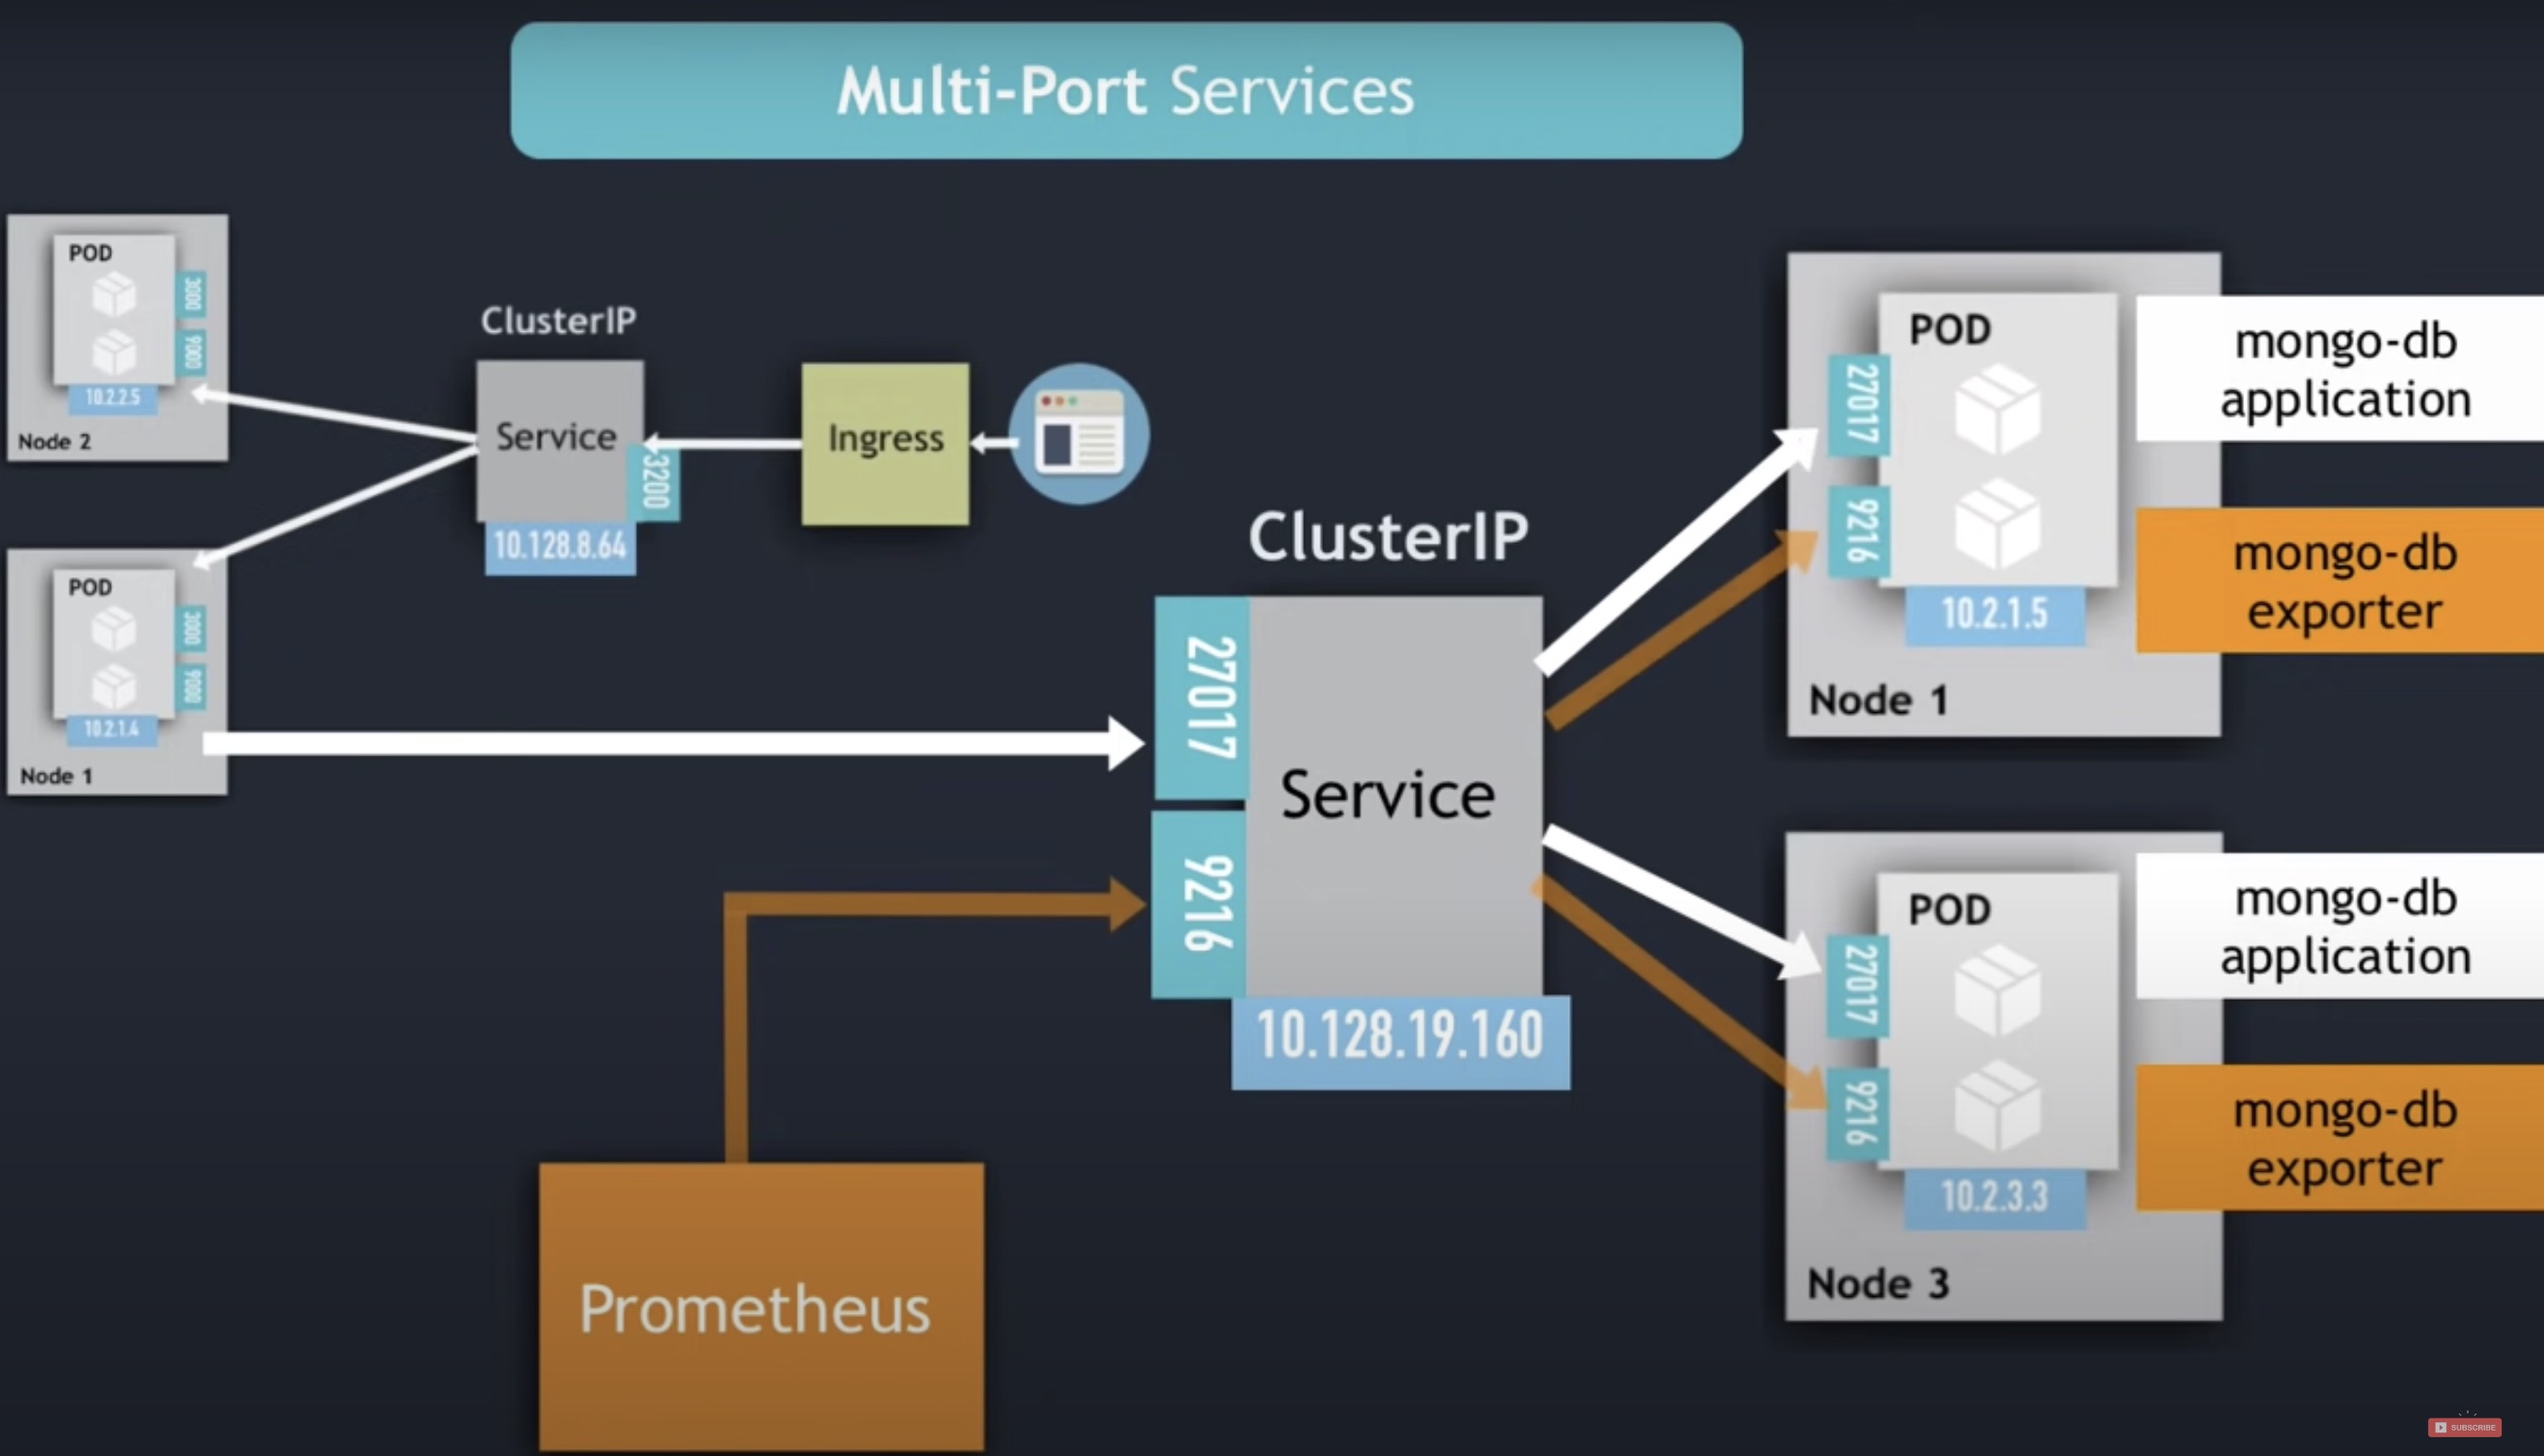 Multi-Port Services
POD
3000
9000
10.2.2.5
Node 2
ClusterIP
Service
3200
10.128.8.64
Ingress
POD
3000
9000
10.2.1.4
Node 1
ClusterIP
27017
9216
Service
10.128.19.160
Prometheus
POD
27017
9216
10.2.1.5
Node 1
mongo-db
application
mongo-db
exporter
POD
27017
9216
10.2.3.3
Node 3
mongo-db
application
mongo-db
exporter
SUBSCRIBE